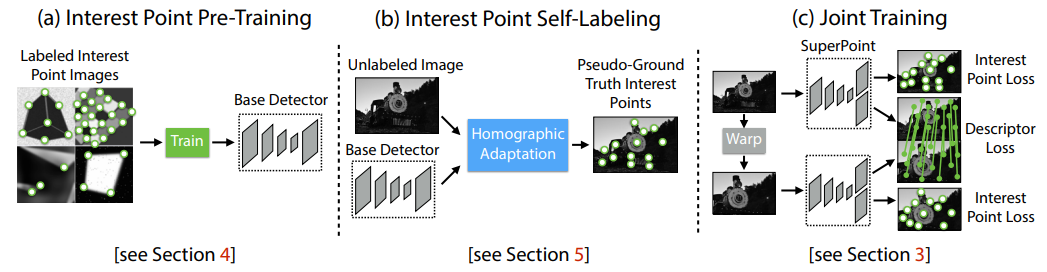 (a) Interest Point Pre-Training
Labeled Interest
Point Images
Train
Base Detector
[see Section 4]
(b) Interest Point Self-Labeling
Unlabeled Image
Base Detector
Homographic
Adaptation
Pseudo-Ground
Truth Interest
Points
[see Section 5]
(c) Joint Training
SuperPoint
Warp
Interest
Point Loss
Descriptor
Loss
Interest
Point Loss
[see Section 3]